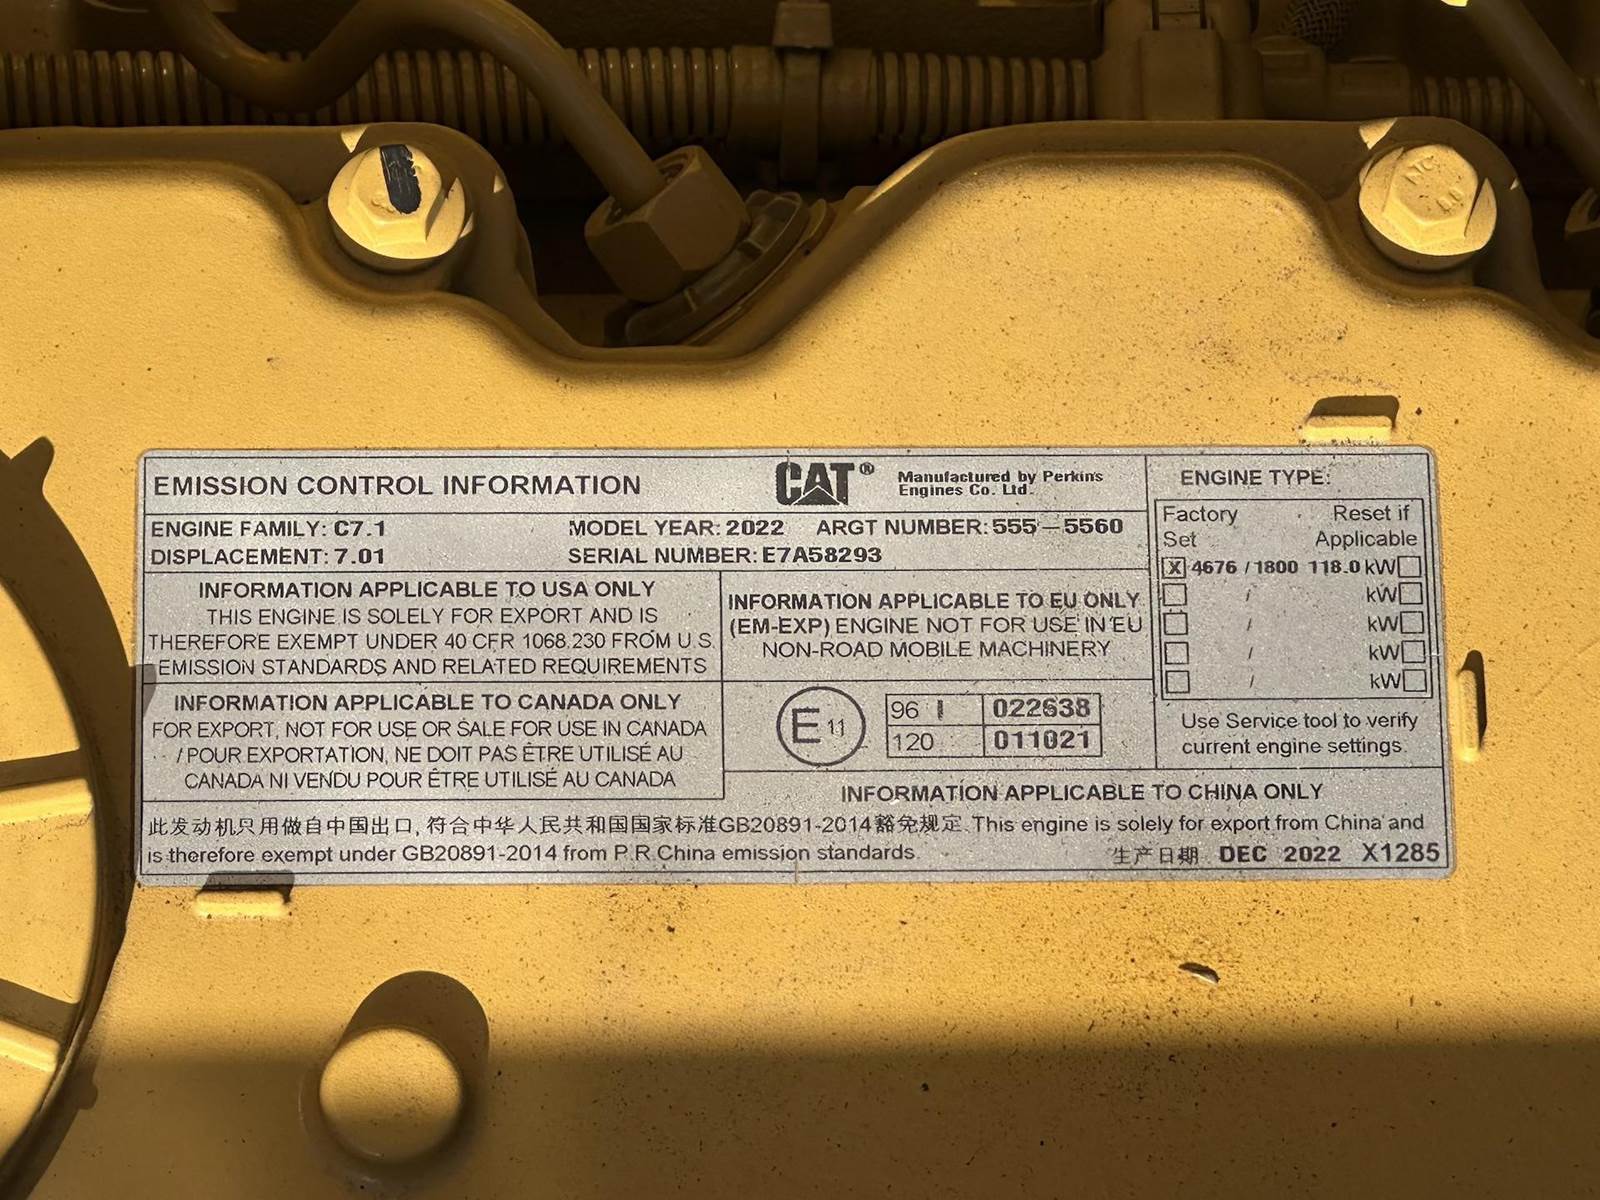 EMISSION CONTROL INFORMATION
CAT®
Manufactured by Perkins
Engines Co. Ltd.
ENGINE FAMILY: C7.1 MODEL YEAR: 2022 ARGT NUMBER: 555 - 5560
DISPLACEMENT: 7.01 SERIAL NUMBER: E7A58293
INFORMATION APPLICABLE TO USA ONLY
THIS ENGINE IS SOLELY FOR EXPORT AND IS
THEREFORE EXEMPT UNDER 40 CFR 1068.230 FROM U.S.
EMISSION STANDARDS AND RELATED REQUIREMENTS
INFORMATION APPLICABLE TO CANADA ONLY
FOR EXPORT, NOT FOR USE OR SALE FOR USE IN CANADA
/ POUR EXPORTATION, NE DOIT PAS ÊTRE UTILISÉ AU
CANADA NI VENDU POUR ÊTRE UTILISÉ AU CANADA
INFORMATION APPLICABLE TO EU ONLY
(EM-EXP) ENGINE NOT FOR USE IN EU
NON-ROAD MOBILE MACHINERY
E 11
96 I 022638
120 011021
ENGINE TYPE:
Factory Reset if
Set Applicable
X 4676 / 1800 118.0 kW
/ kW
/ kW
/ kW
/ kW
Use Service tool to verify
current engine settings.
INFORMATION APPLICABLE TO CHINA ONLY
此发动机只用做自中国出口, 符合中华人民共和国国家标准GB20891-2014豁免规定. This engine is solely for export from China and
is therefore exempt under GB20891-2014 from P.R.China emission standards.
生产日期 DEC 2022 X1285